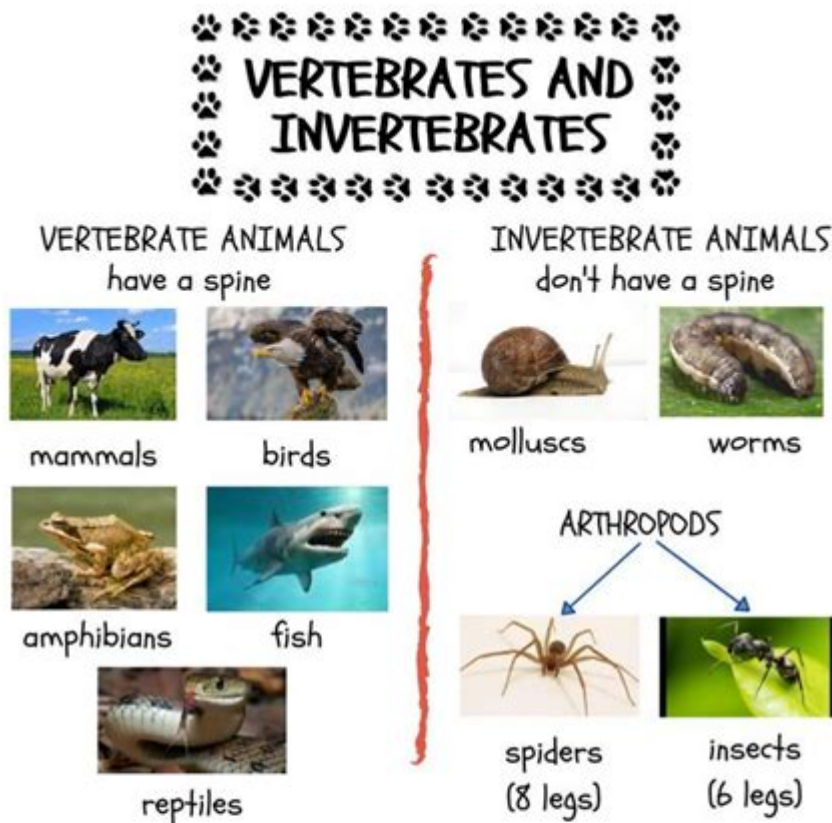 VERTEBRATES AND
INVERTEBRATES
VERTEBRATE ANIMALS
have a spine
mammals
birds
amphibians
fish
reptiles
INVERTEBRATE ANIMALS
don't have a spine
molluscs
worms
ARTHROPODS
spiders
(8 legs)
insects
(6 legs)